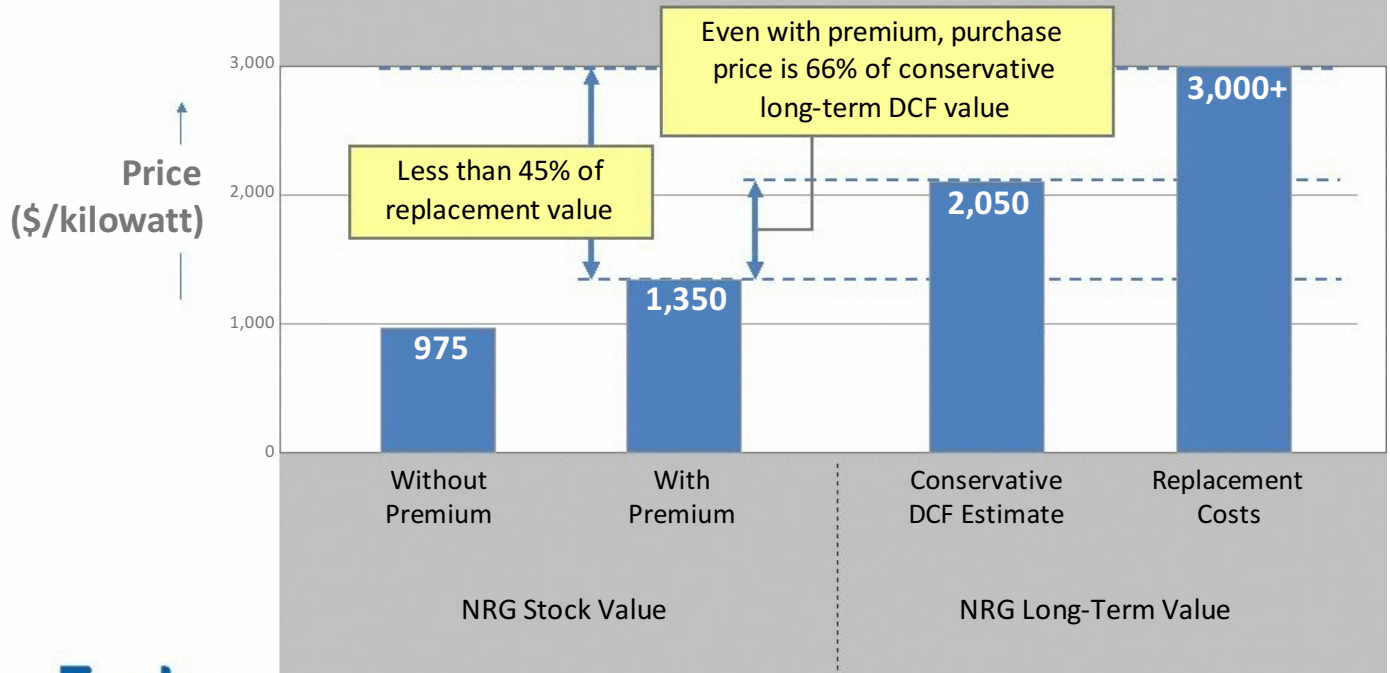 Even with premium, purchase
price is 66% of conservative
long-term DCF value
3,000
3,000+
Less than 45% of
replacement value
Price
($/kilowatt)
2,000
2,050
1,350
1,000
975
0
Without
Premium
With
Premium
Conservative
DCF Estimate
Replacement
Costs
NRG Stock Value
NRG Long-Term Value